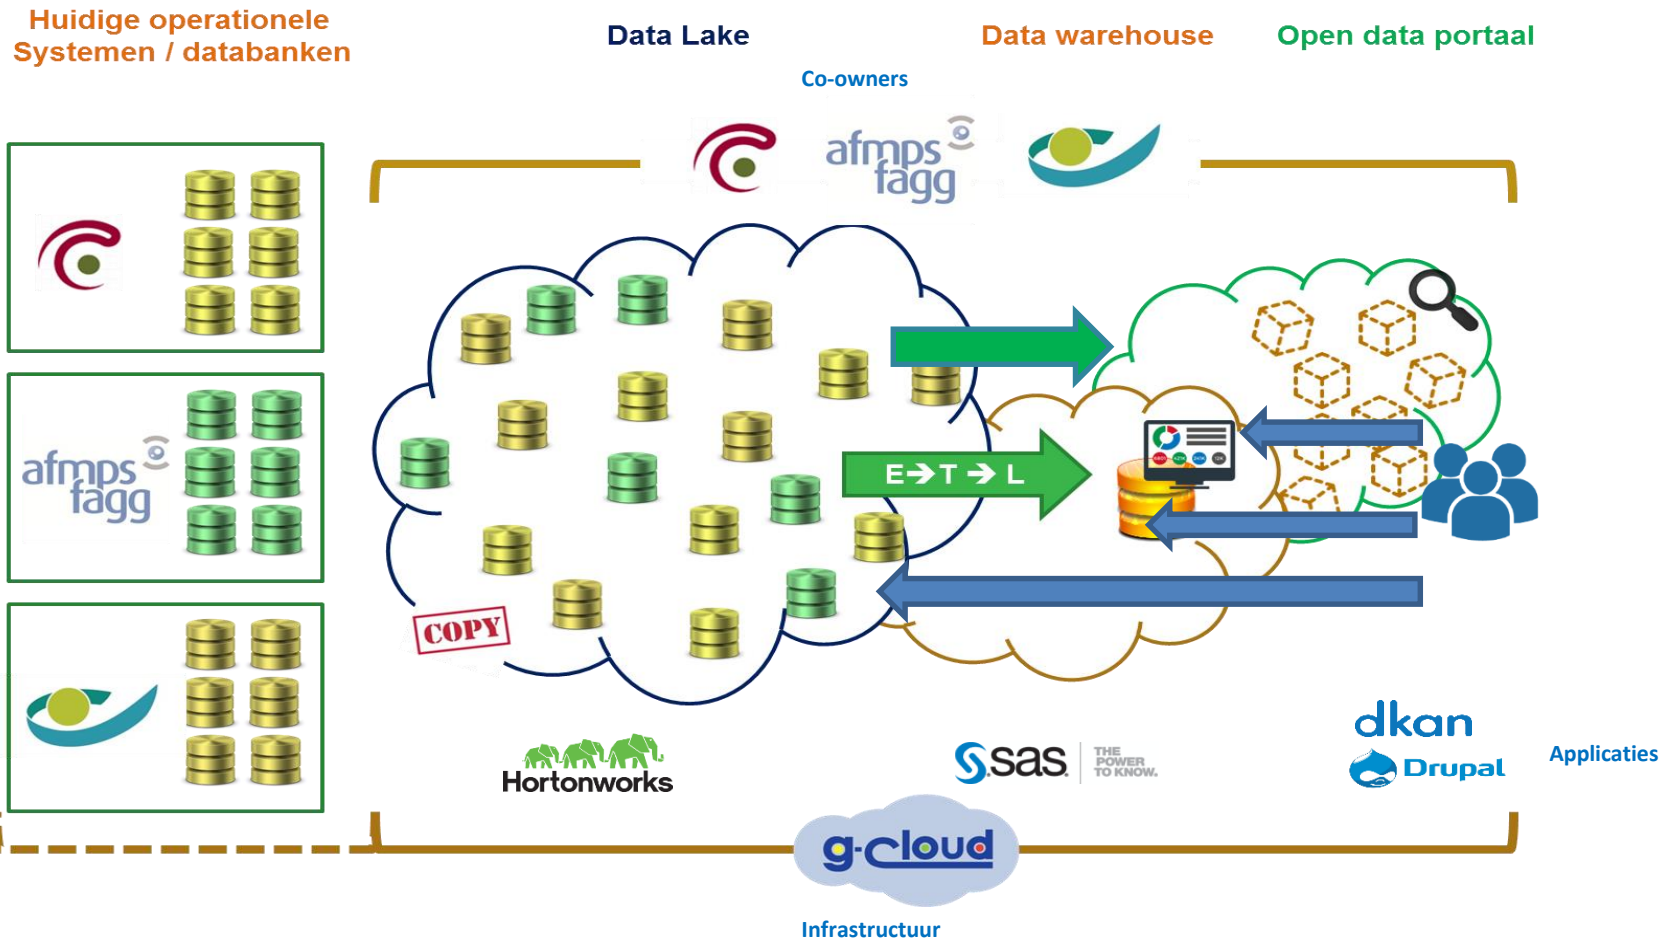 Huidige operationele
Systemen / databanken
Data Lake
Data warehouse
Open data portaal
Co-owners
afmps
fagg
afmps
fagg
E→T→L
COPY
Hortonworks
sas
THE
POWER
TO KNOW.
dkan
Drupal
Applicaties
g-cloud
Infrastructuur